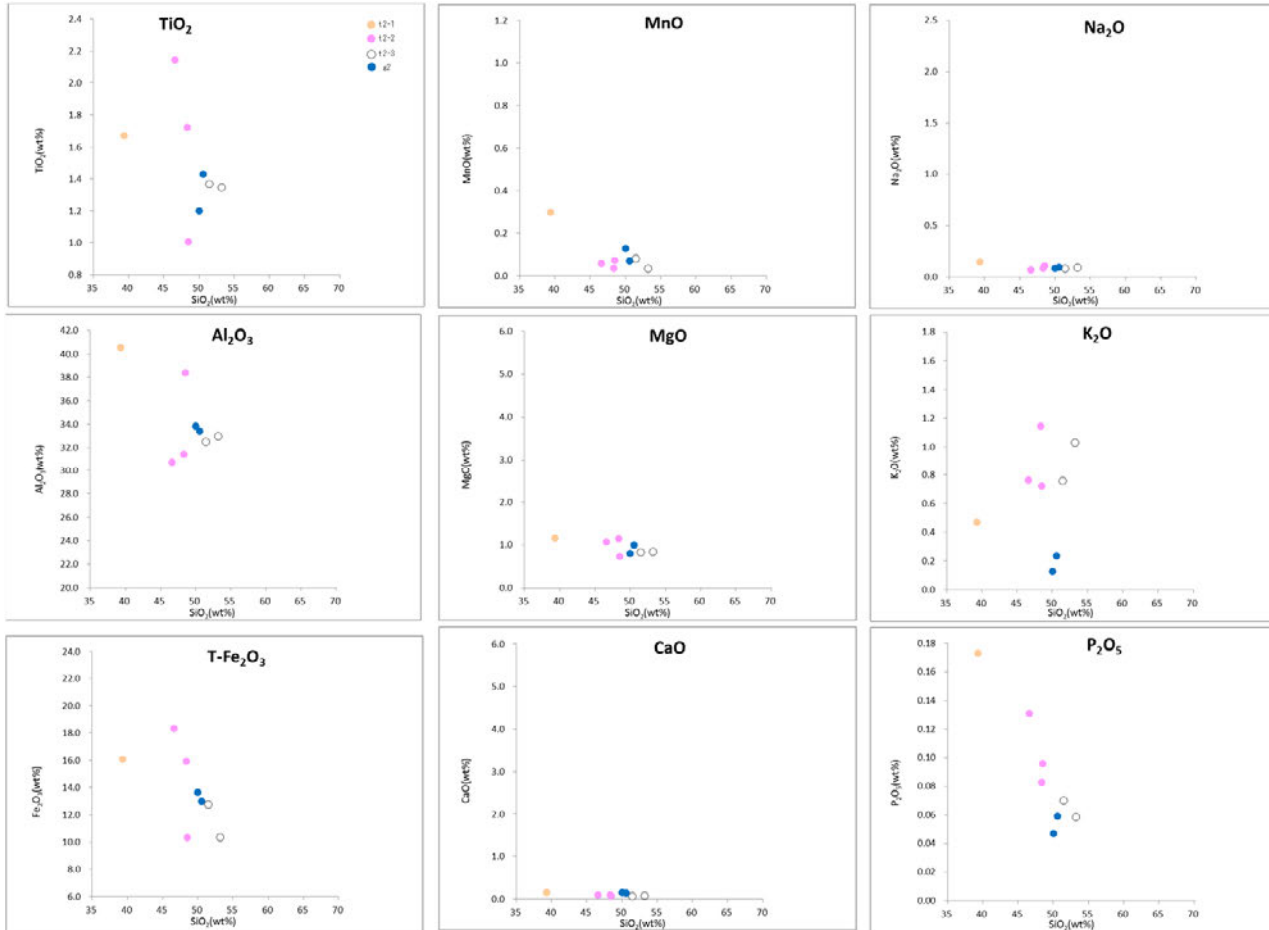 TiO₂
2.4
2.2
2.0
1.8
1.6
1.4
1.2
1.0
0.8
TiO₂(wt%)
35 40 45 50 55 60 65 70
SiO₂(wt%)
t2-1
t2-2
t2-3
a2
MnO
1.2
1.0
0.8
0.6
0.4
0.2
0.0
MnO(wt%)
35 40 45 50 55 60 65 70
SiO₂(wt%)
Na₂O
2.5
2.0
1.5
1.0
0.5
0.0
Na₂O(wt%)
35 40 45 50 55 60 65 70
SiO₂(wt%)
Al₂O₃
42.0
40.0
38.0
36.0
34.0
32.0
30.0
28.0
26.0
24.0
22.0
20.0
Al₂O₃(wt%)
35 40 45 50 55 60 65 70
SiO₂(wt%)
MgO
6.0
5.0
4.0
3.0
2.0
1.0
0.0
MgO(wt%)
35 40 45 50 55 60 65 70
SiO₂(wt%)
K₂O
1.8
1.6
1.4
1.2
1.0
0.8
0.6
0.4
0.2
0.0
K₂O(wt%)
35 40 45 50 55 60 65 70
SiO₂(wt%)
T-Fe₂O₃
24.0
22.0
20.0
18.0
16.0
14.0
12.0
10.0
8.0
6.0
Fe₂O₃(wt%)
35 40 45 50 55 60 65 70
SiO₂(wt%)
CaO
6.0
5.0
4.0
3.0
2.0
1.0
0.0
CaO(wt%)
35 40 45 50 55 60 65 70
SiO₂(wt%)
P₂O₅
0.18
0.16
0.14
0.12
0.10
0.08
0.06
0.04
0.02
0.00
P₂O₅(wt%)
35 40 45 50 55 60 65 70
SiO₂(wt%)